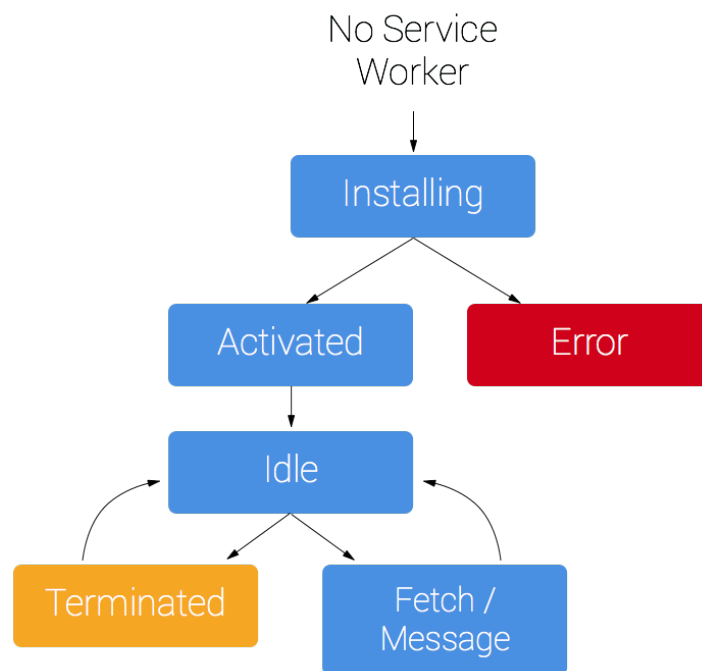 No Service
Worker
Installing
Activated
Error
Idle
Terminated
Fetch /
Message